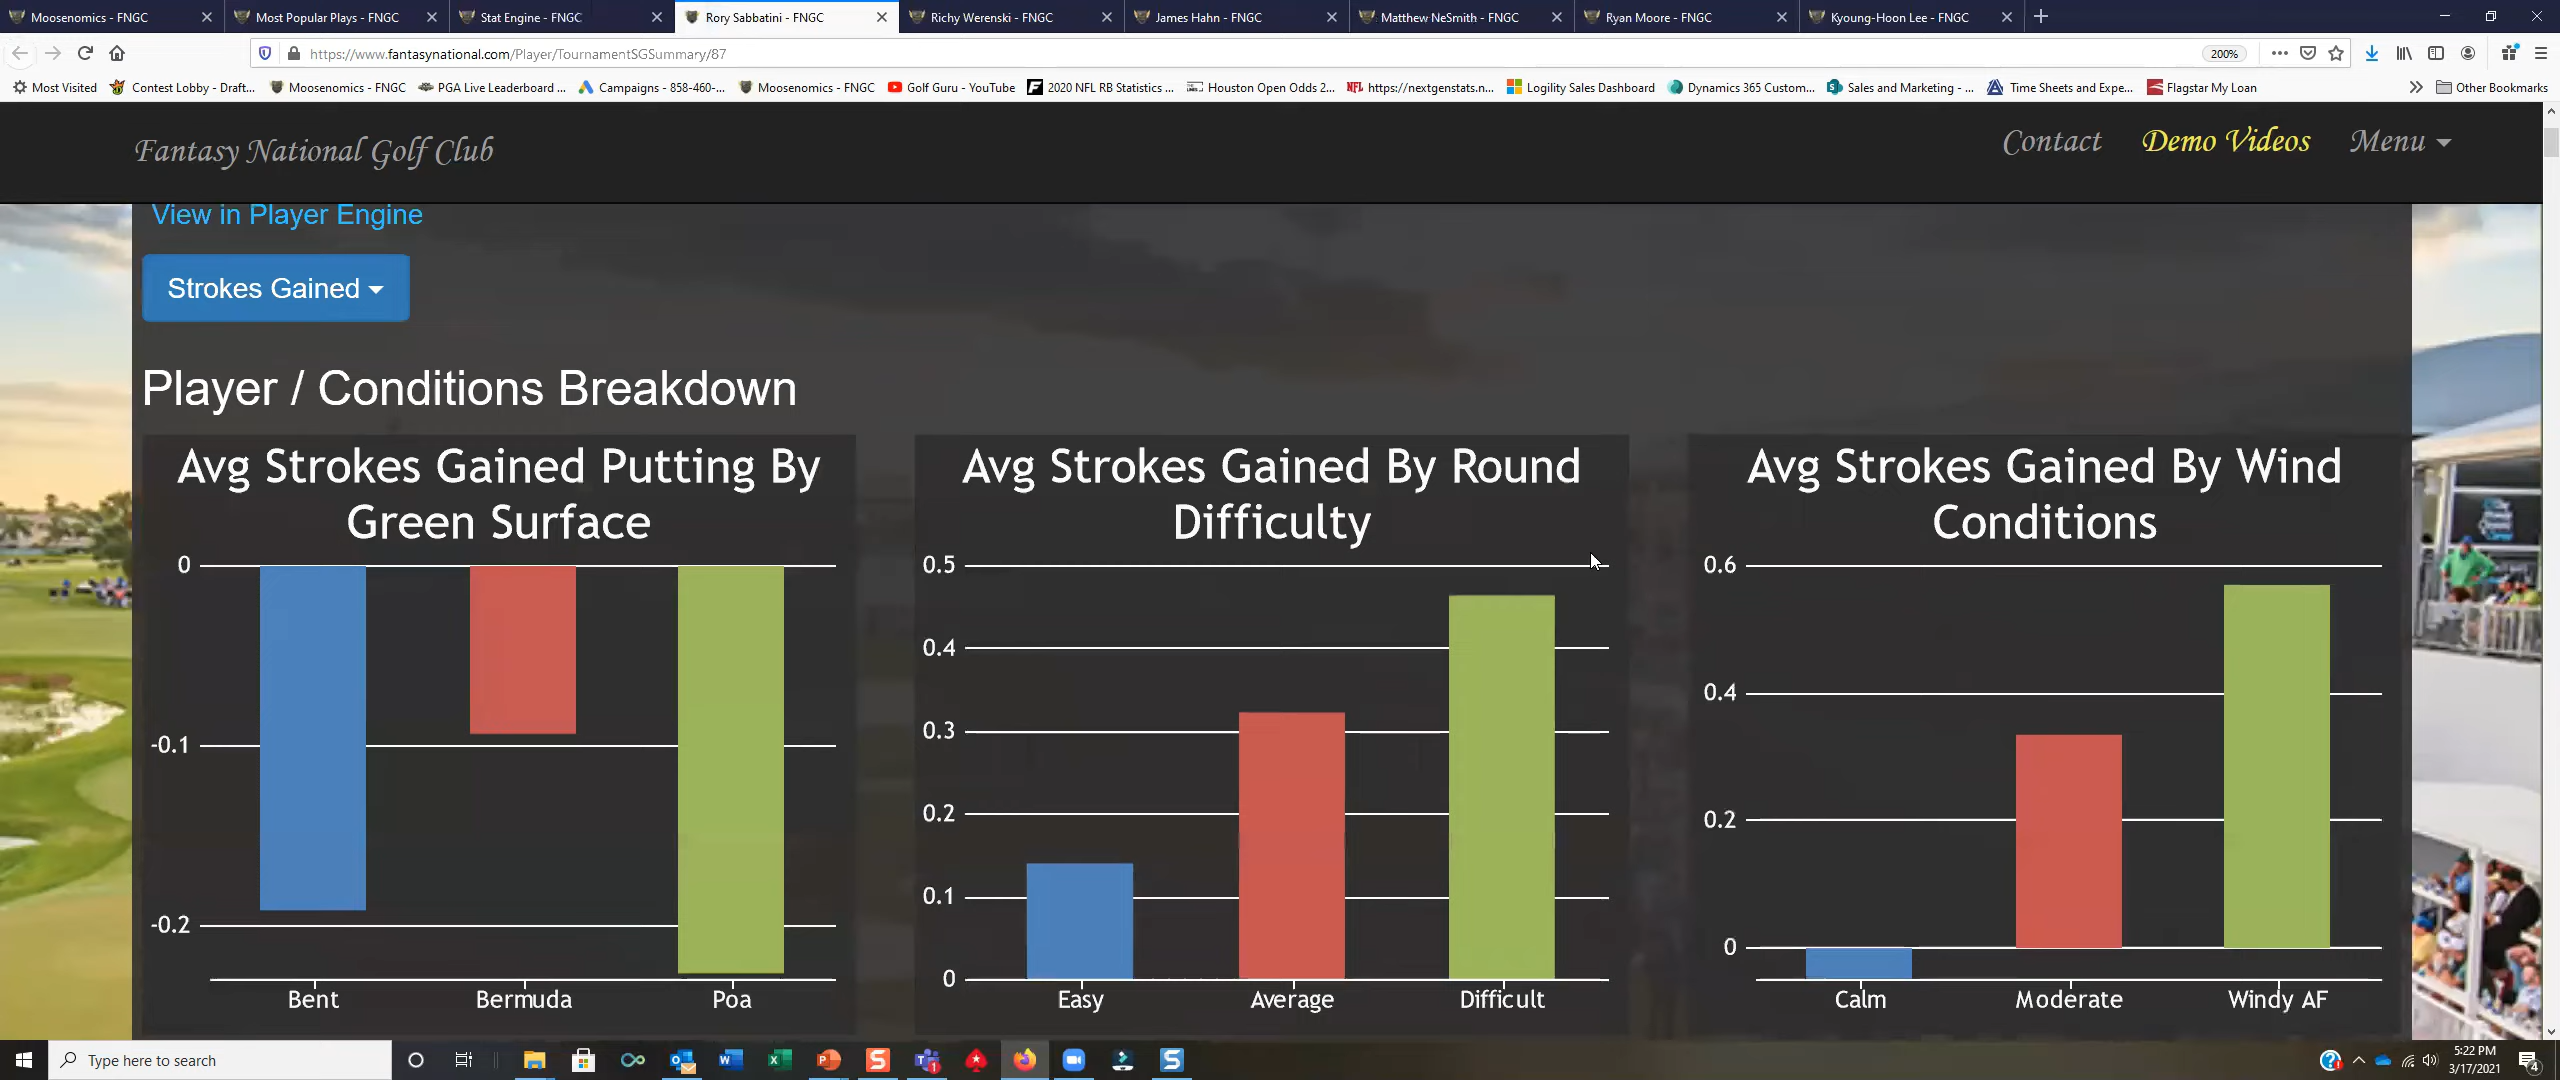 Moosenomics - FNGC
Most Popular Plays - FNGC
Stat Engine - FNGC
Rory Sabbatini - FNGC
Richy Werenski - FNGC
James Hahn - FNGC
Matthew NeSmith - FNGC
Ryan Moore - FNGC
Kyoung-Hoon Lee - FNGC
https://www.fantasynational.com/Player/TournamentSGSummary/87
200%
Most Visited
Contest Lobby - Draft...
Moosenomics - FNGC
PGA Live Leaderboard ...
Campaigns - 858-460-...
Moosenomics - FNGC
Golf Guru - YouTube
2020 NFL RB Statistics ...
Houston Open Odds 2...
https://nextgenstats.n...
Logility Sales Dashboard
Dynamics 365 Custom...
Sales and Marketing - ...
Time Sheets and Expe...
Flagstar My Loan
Other Bookmarks
Fantasy National Golf Club
Contact
Demo Videos
Menu
View in Player Engine
Strokes Gained
Player / Conditions Breakdown
Avg Strokes Gained Putting By
Green Surface
0
-0.1
-0.2
Bent
Bermuda
Poa
Avg Strokes Gained By Round
Difficulty
0.5
0.4
0.3
0.2
0.1
0
Easy
Average
Difficult
Avg Strokes Gained By Wind
Conditions
0.6
0.4
0.2
0
Calm
Moderate
Windy AF
Type here to search
5:22 PM
3/17/2021
4